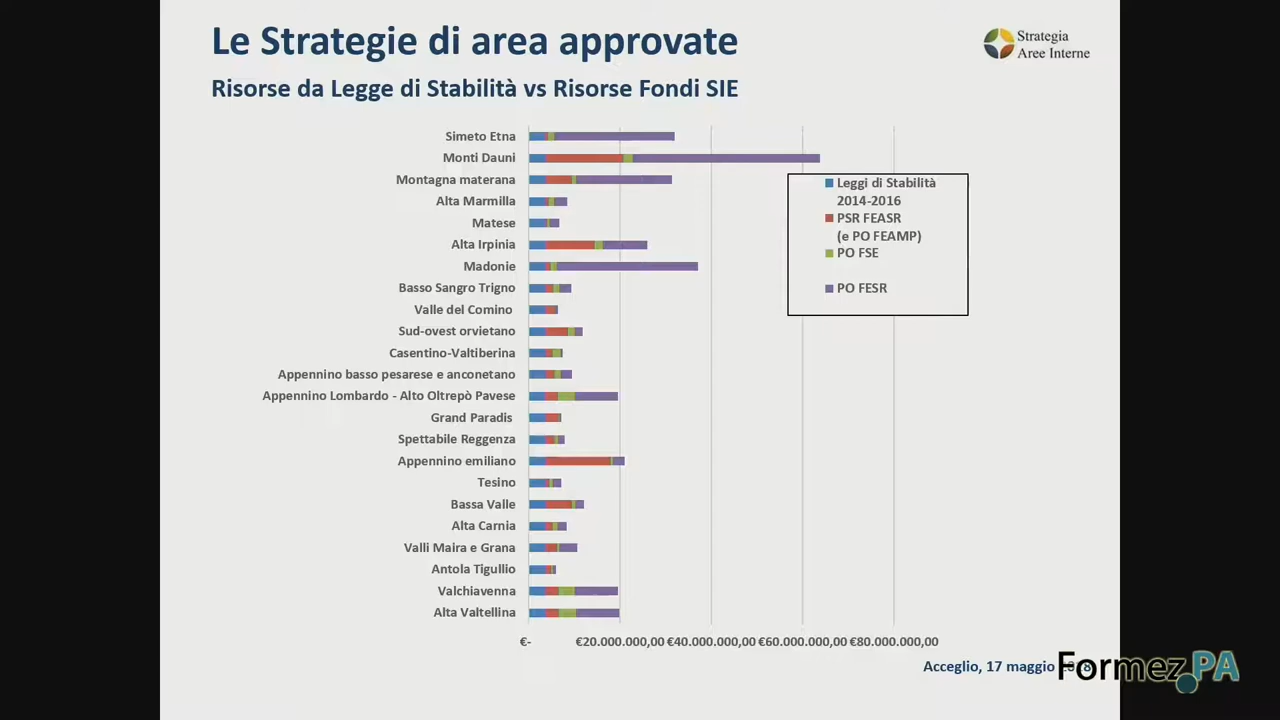 Le Strategie di area approvate
Strategia
Aree Interne
Risorse da Legge di Stabilità vs Risorse Fondi SIE
Simeto Etna
Monti Dauni
Montagna materana
Alta Marmilla
Matese
Alta Irpinia
Madonie
Basso Sangro Trigno
Valle del Comino
Sud-ovest orvietano
Casentino-Valtiberina
Appennino basso pesarese e anconetano
Appennino Lombardo - Alto Oltrepò Pavese
Grand Paradis
Spettabile Reggenza
Appennino emiliano
Tesino
Bassa Valle
Alta Carnia
Valli Maira e Grana
Antola Tigullio
Valchiavenna
Alta Valtellina
Leggi di Stabilità
2014-2016
PSR FEASR
(e PO FEAMP)
PO FSE
PO FESR
€- €20.000.000,00 €40.000.000,00 €60.000.000,00 €80.000.000,00
Acceglio, 17 maggio
Formez.PA